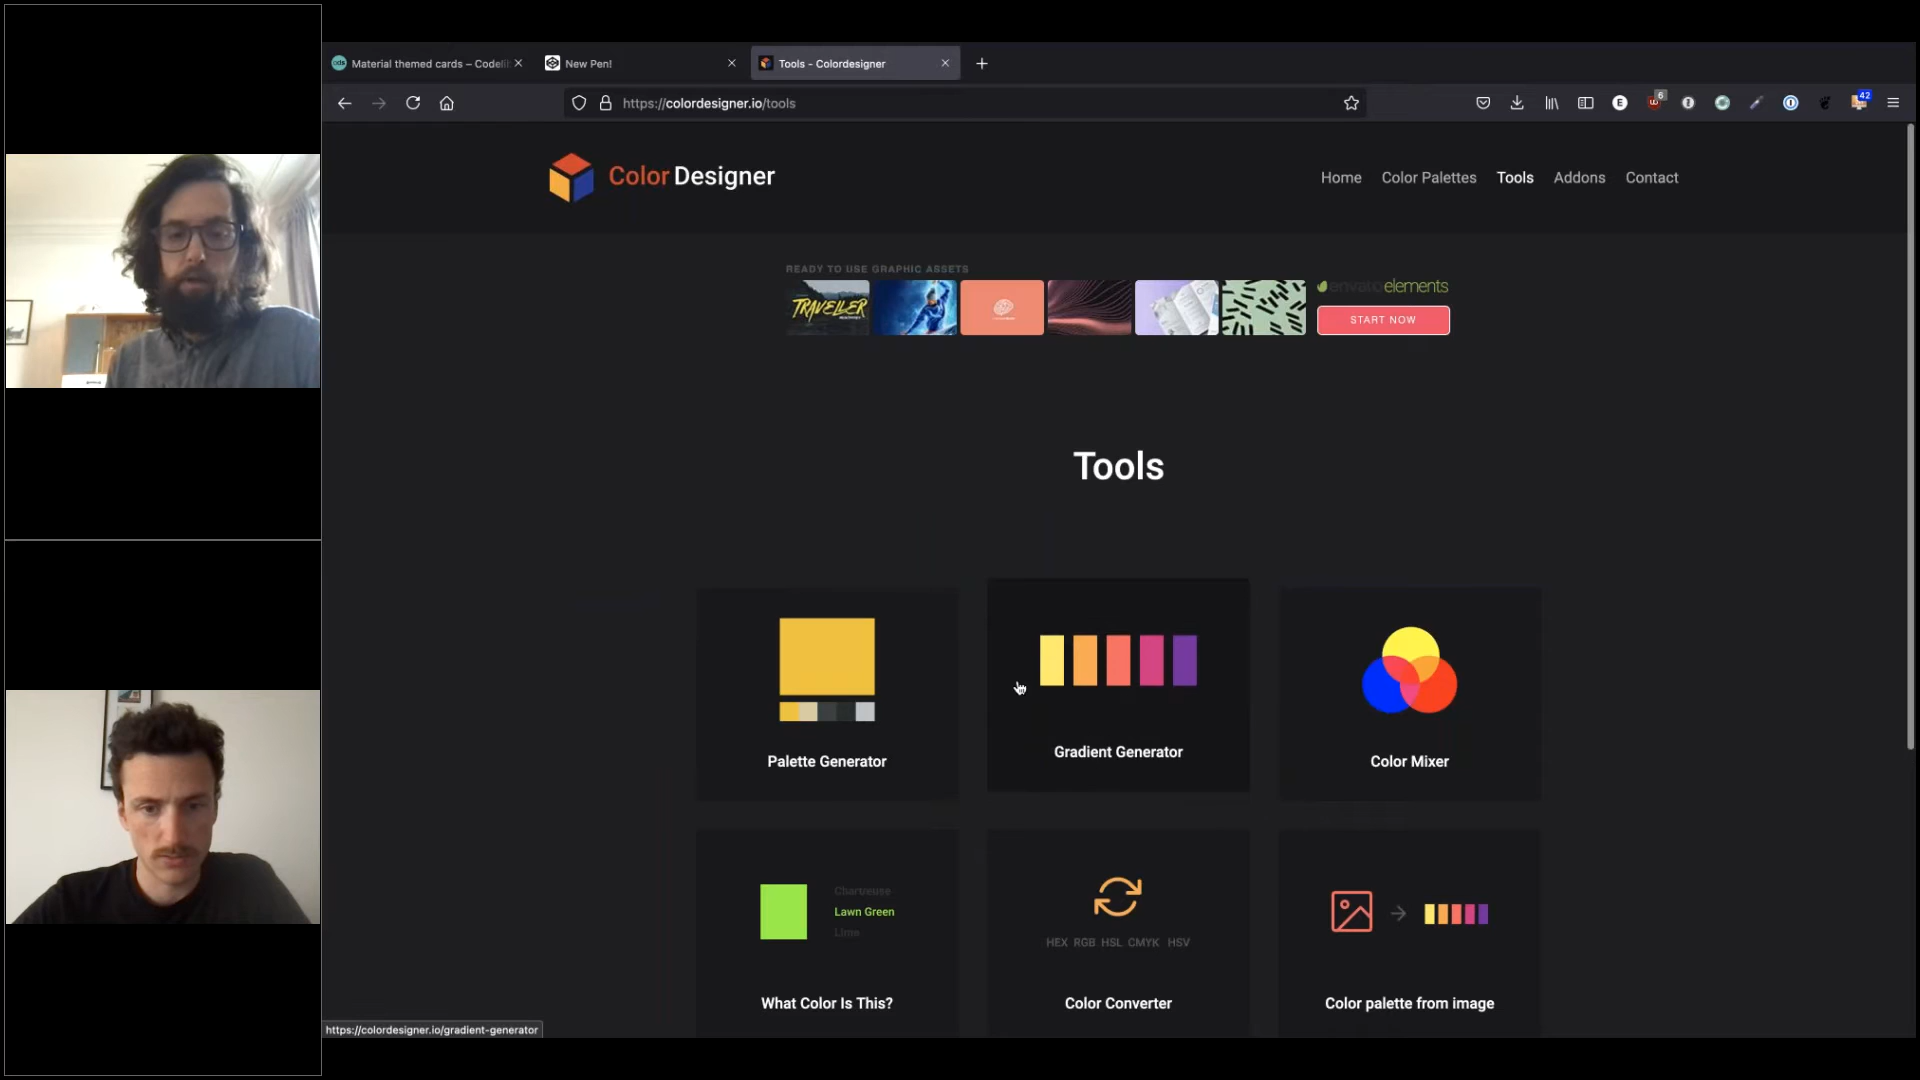 Material themed cards – Codeli
New Pen!
Tools - Colordesigner
https://colordesigner.io/tools
6
42
Color Designer
Home
Color Palettes
Tools
Addons
Contact
READY TO USE GRAPHIC ASSETS
TRAVELLER
envatoelements
START NOW
Tools
Palette Generator
Gradient Generator
Color Mixer
Chartreuse
Lawn Green
Lime
HEX RGB HSL CMYK HSV
What Color Is This?
Color Converter
Color palette from image
https://colordesigner.io/gradient-generator